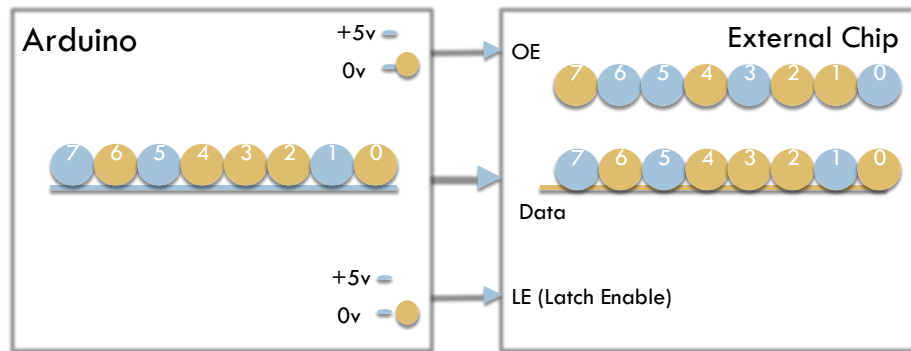 Arduino
+5v
0v
OE
External Chip
7 6 5 4 3 2 1 0
7 6 5 4 3 2 1 0
7 6 5 4 3 2 1 0
Data
+5v
0v
LE (Latch Enable)